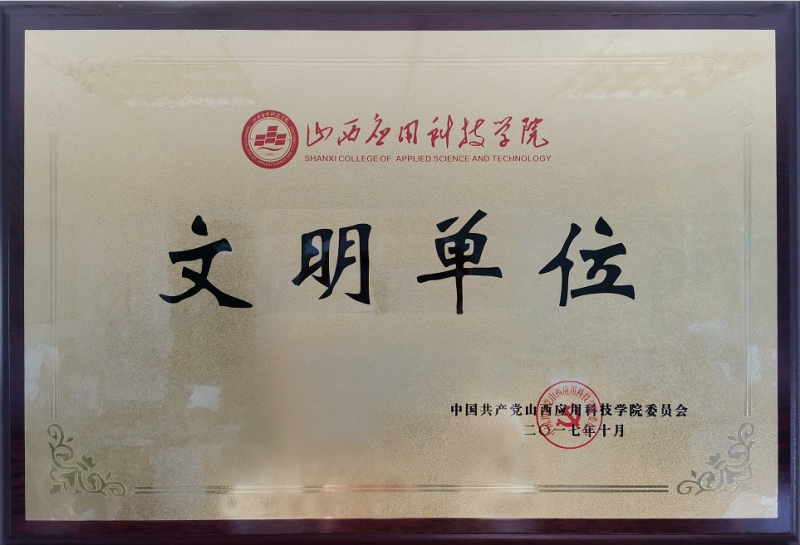 山西应用科技学院
SHANXI COLLEGE OF APPLIED SCIENCE AND TECHNOLOGY
文明单位
中国共产党山西应用科技学院委员会
二〇一七年十月